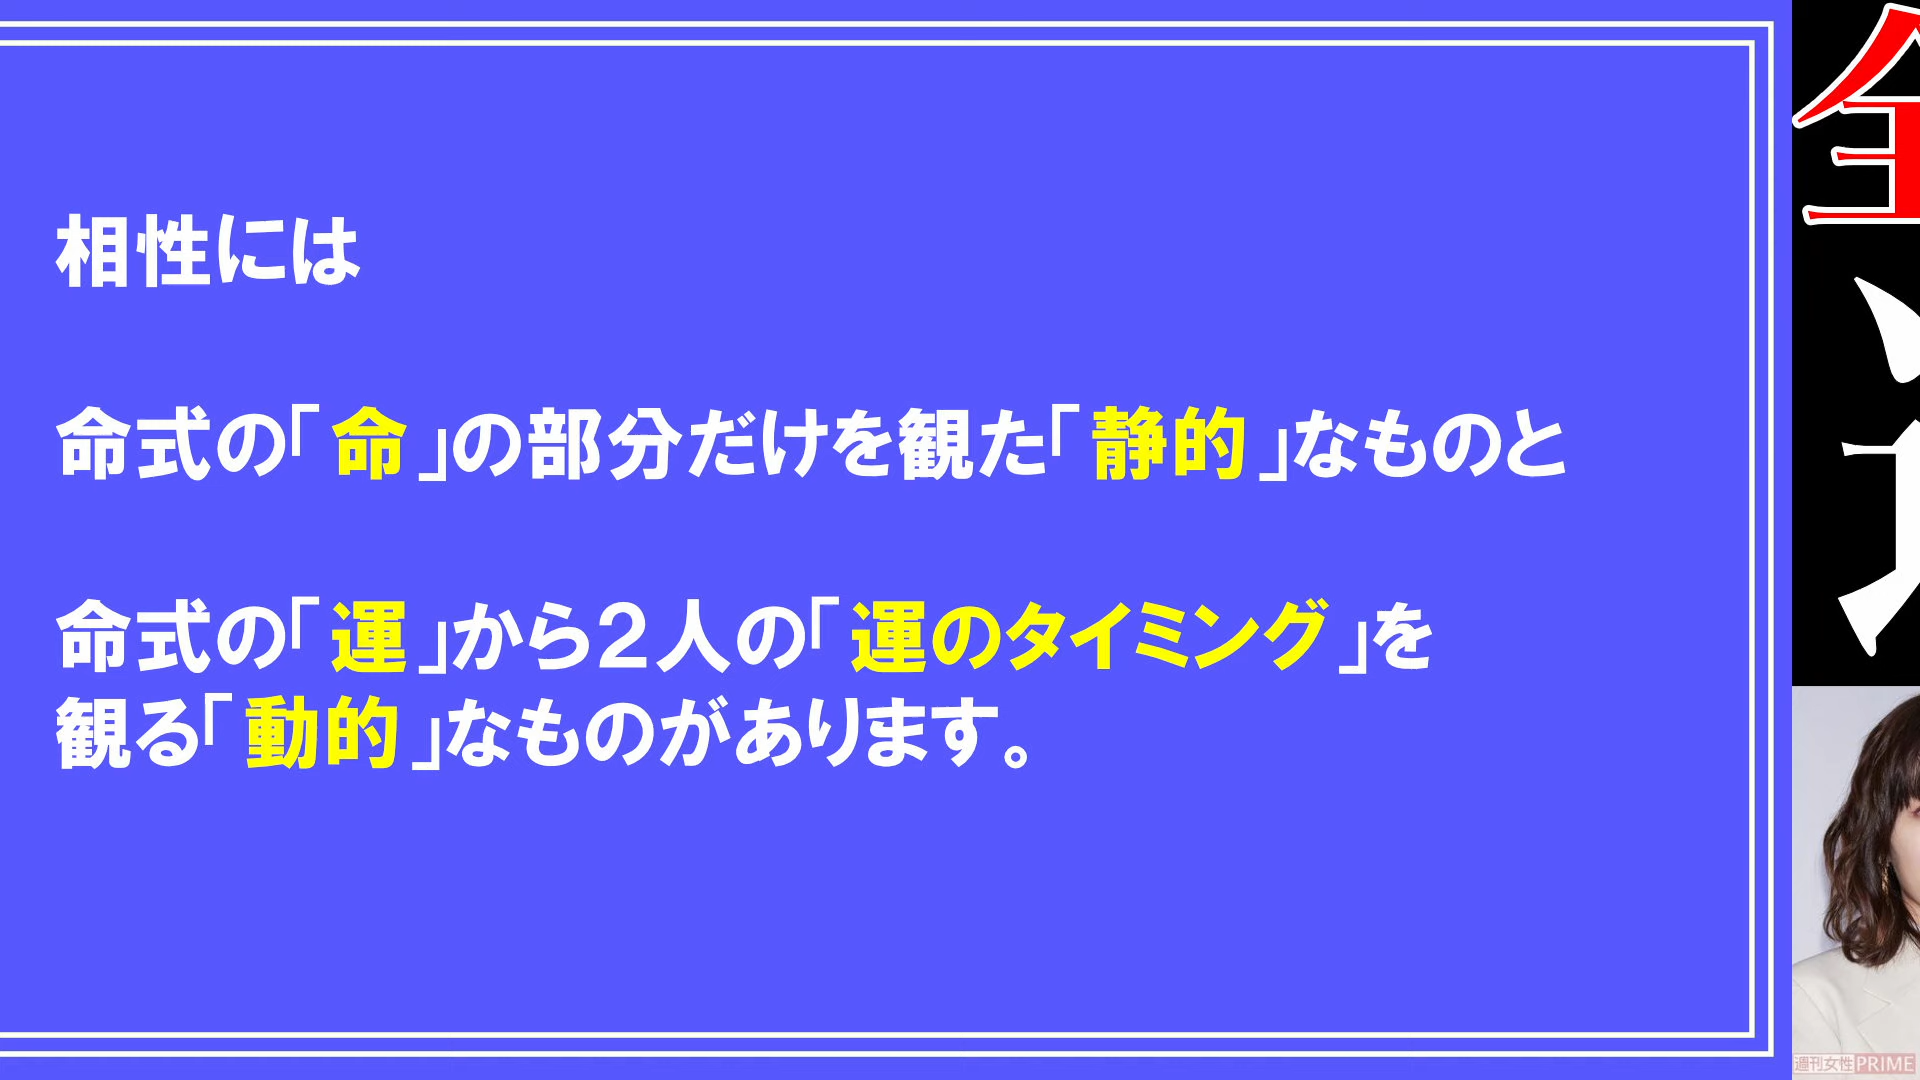 相性には
命式の「命」の部分だけを観た「静的」なものと
命式の「運」から２人の「運のタイミング」を
観る「動的」なものがあります。
週刊女性PRIME